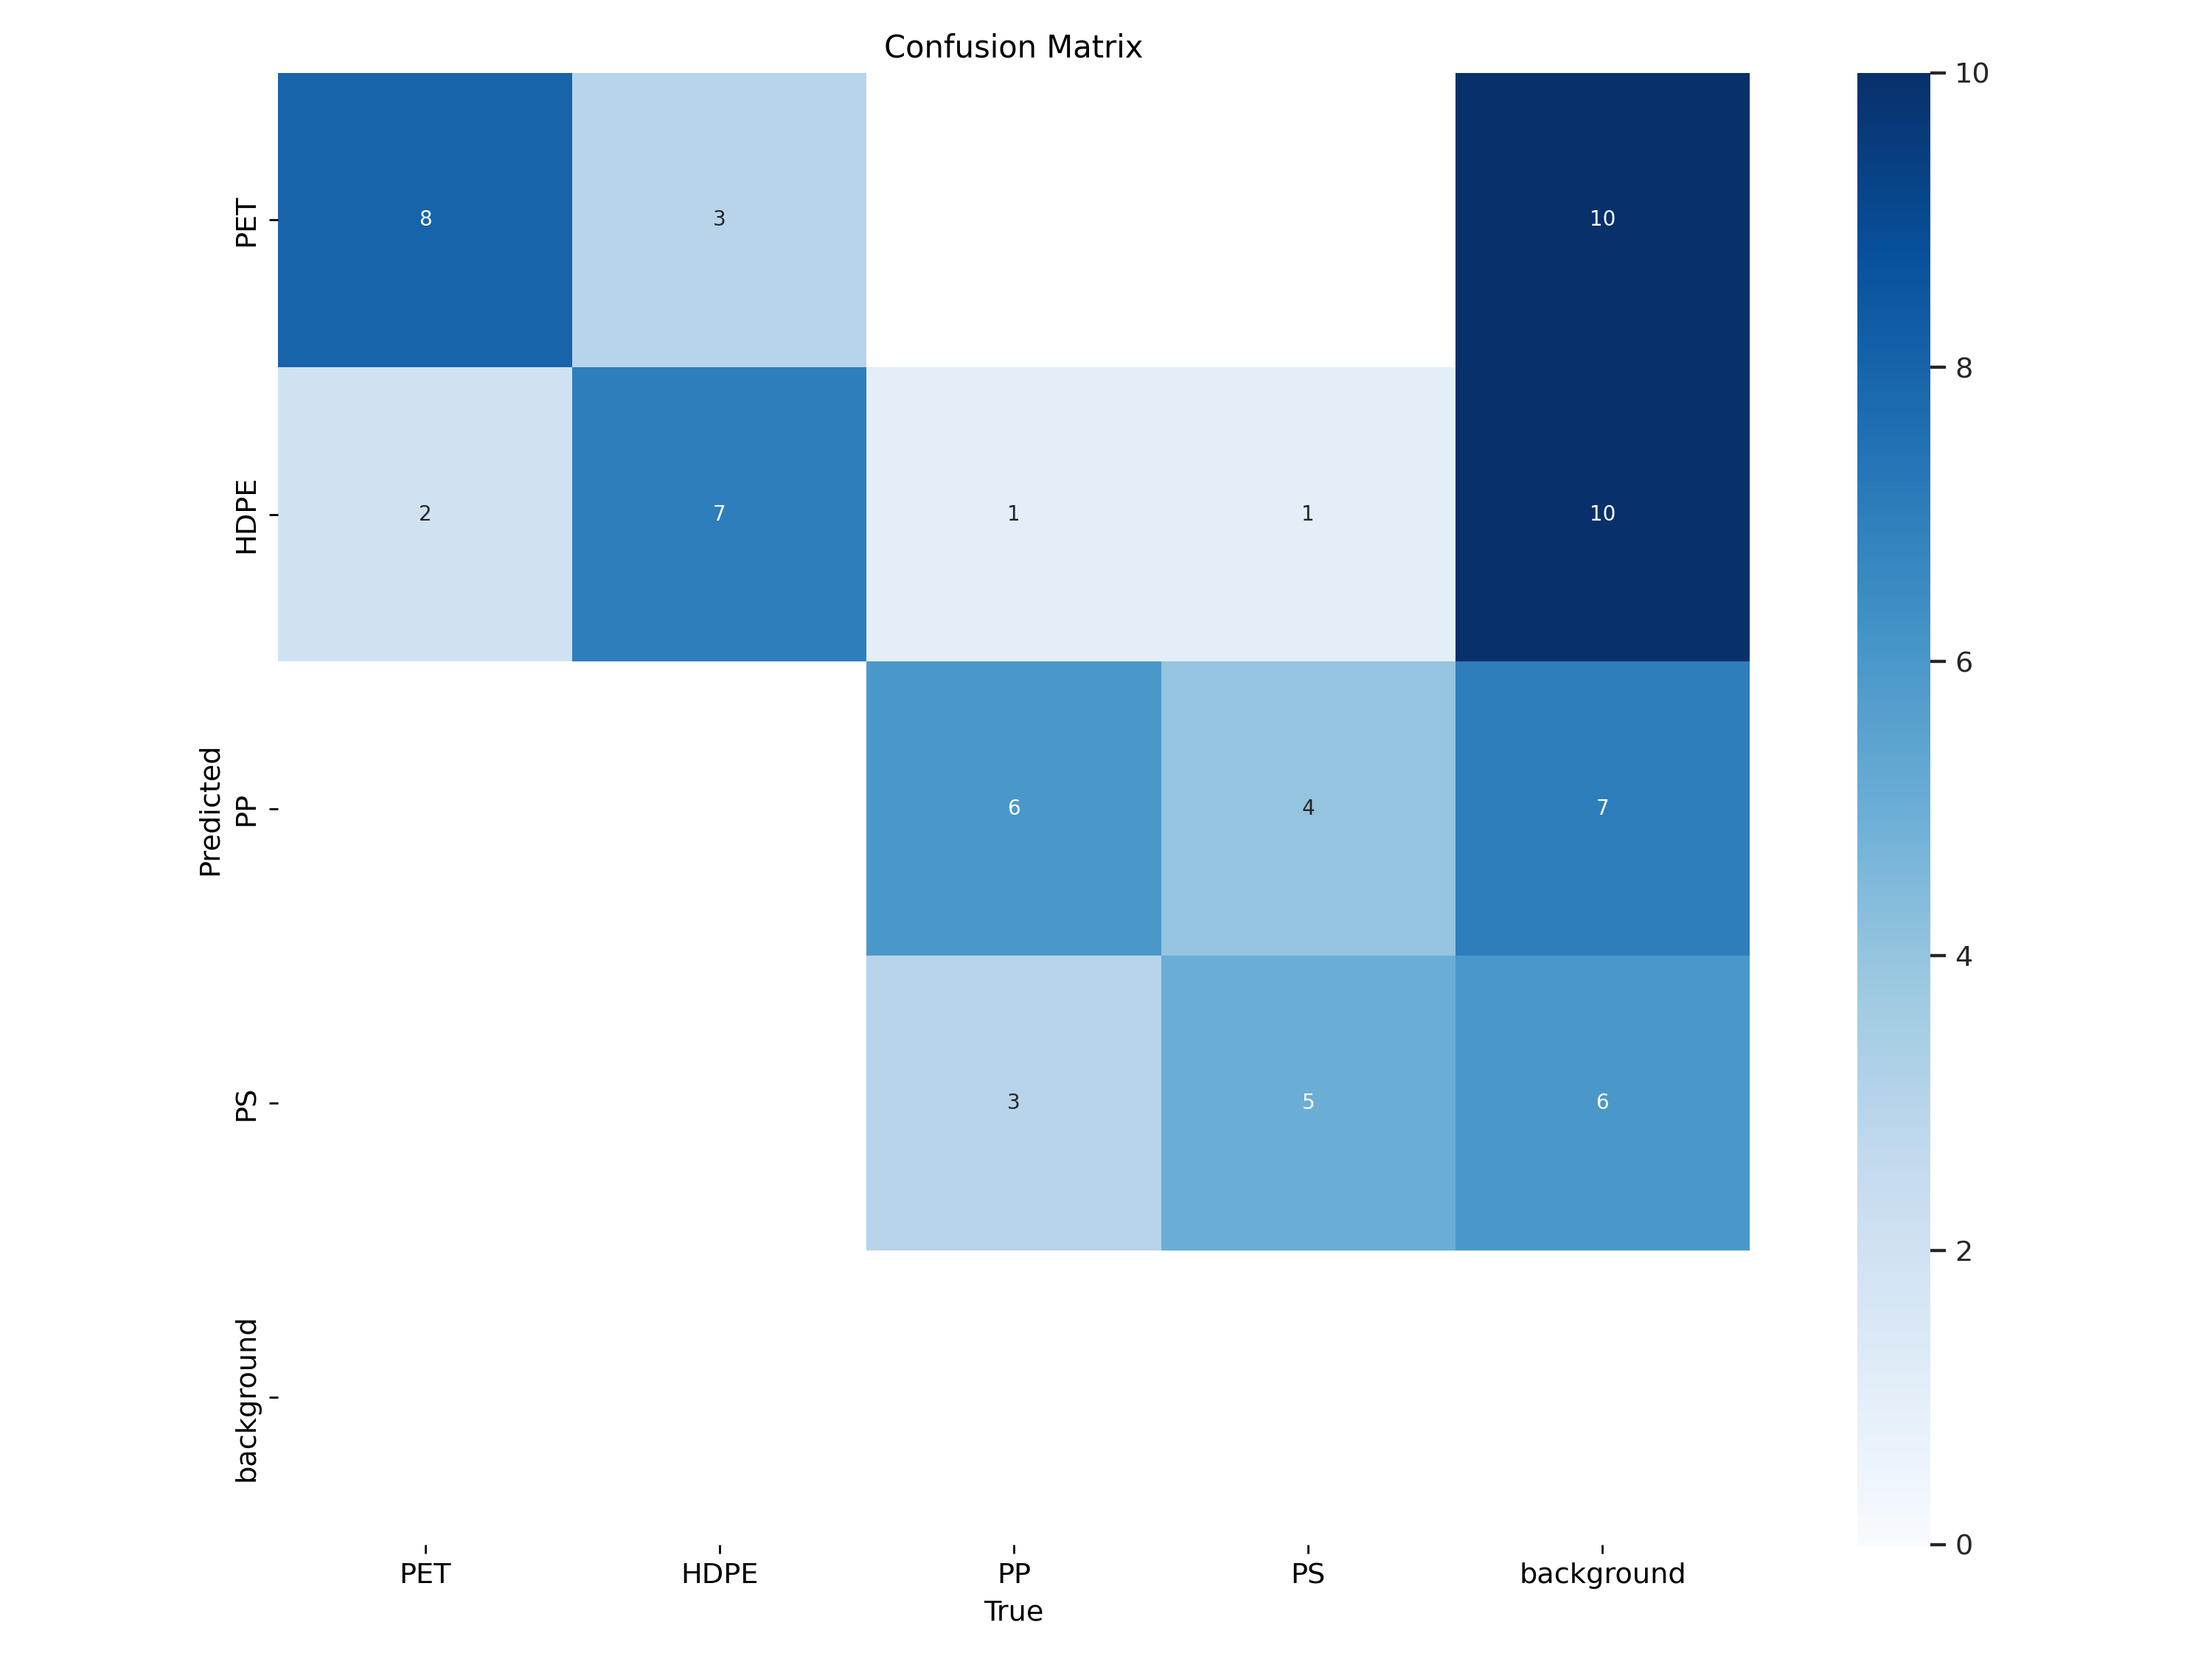 Confusion Matrix
PET 8 3 10
HDPE 2 7 1 1 10
PP 6 4 7
PS 3 5 6
background
Predicted
PET HDPE PP PS background
True
10
8
6
4
2
0